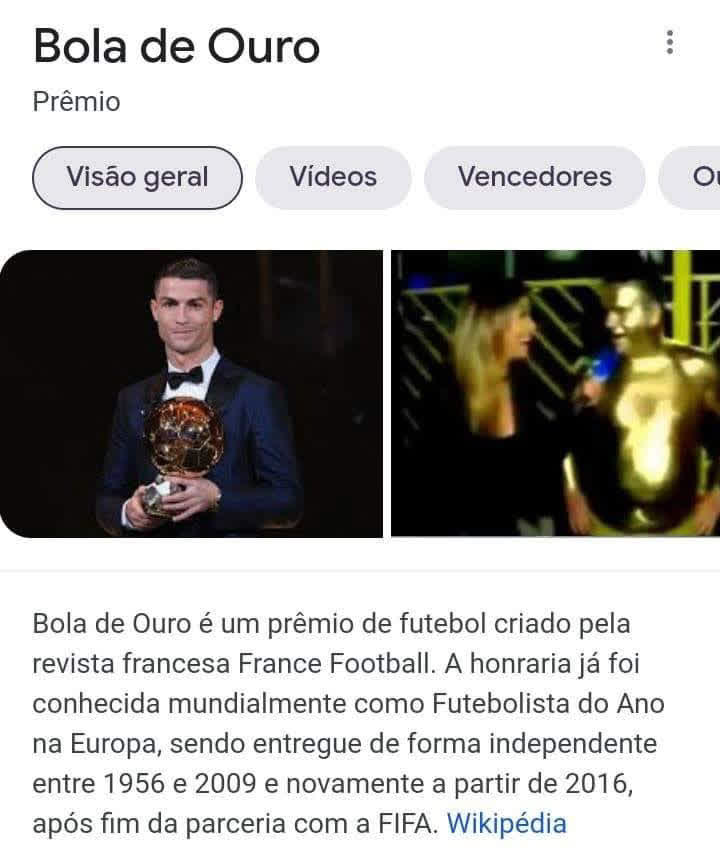 Bola de Ouro
Prêmio
Visão geral
Vídeos
Vencedores
Bola de Ouro é um prêmio de futebol criado pela
revista francesa France Football. A honraria já foi
conhecida mundialmente como Futebolista do Ano
na Europa, sendo entregue de forma independente
entre 1956 e 2009 e novamente a partir de 2016,
após fim da parceria com a FIFA. Wikipédia